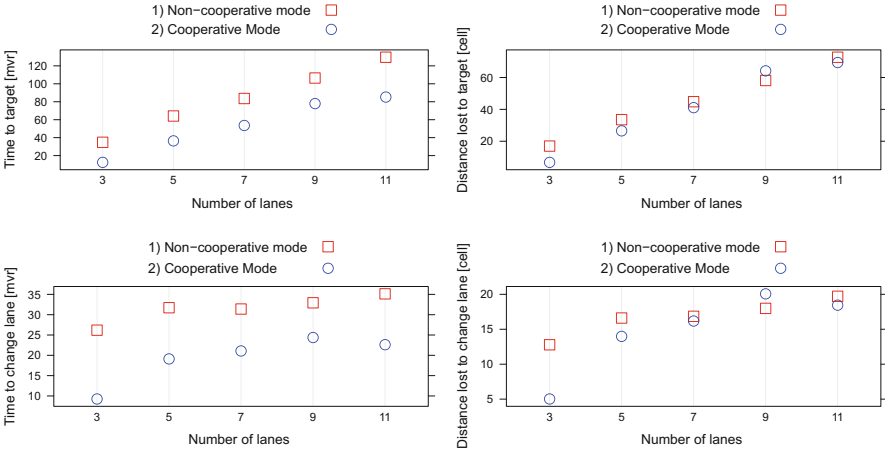 1) Non−cooperative mode
2) Cooperative Mode
Time to target [mvr]
120
100
80
60
40
20
3 5 7 9 11
Number of lanes
1) Non−cooperative mode
2) Cooperative Mode
Distance lost to target [cell]
60
40
20
3 5 7 9 11
Number of lanes
1) Non−cooperative mode
2) Cooperative Mode
Time to change lane [mvr]
35
30
25
20
15
10
3 5 7 9 11
Number of lanes
1) Non−cooperative mode
2) Cooperative Mode
Distance lost to change lane [cell]
20
15
10
5
3 5 7 9 11
Number of lanes